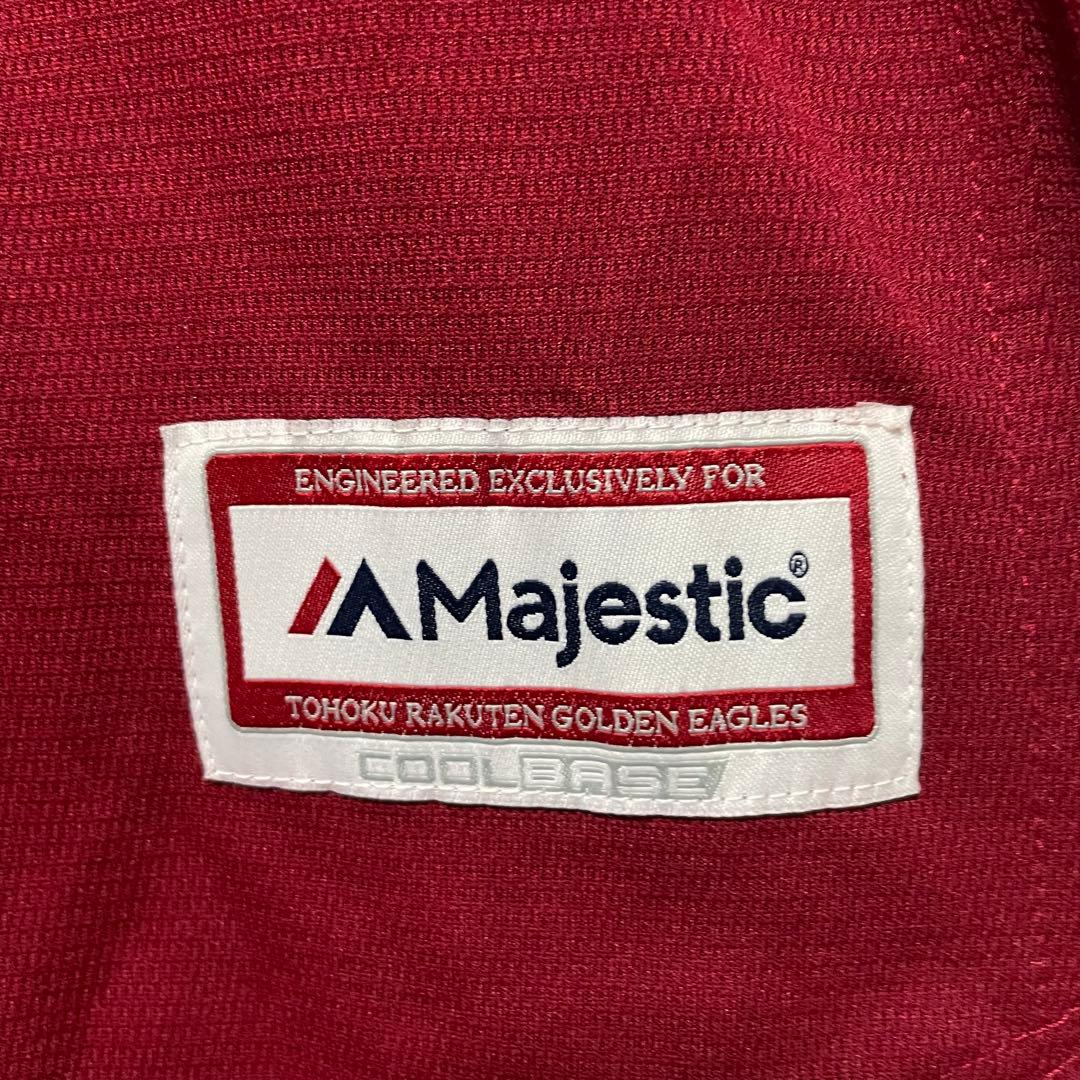 ENGINEERED EXCLUSIVELY FOR
Majestic®
TOHOKU RAKUTEN GOLDEN EAGLES
COOLBASE